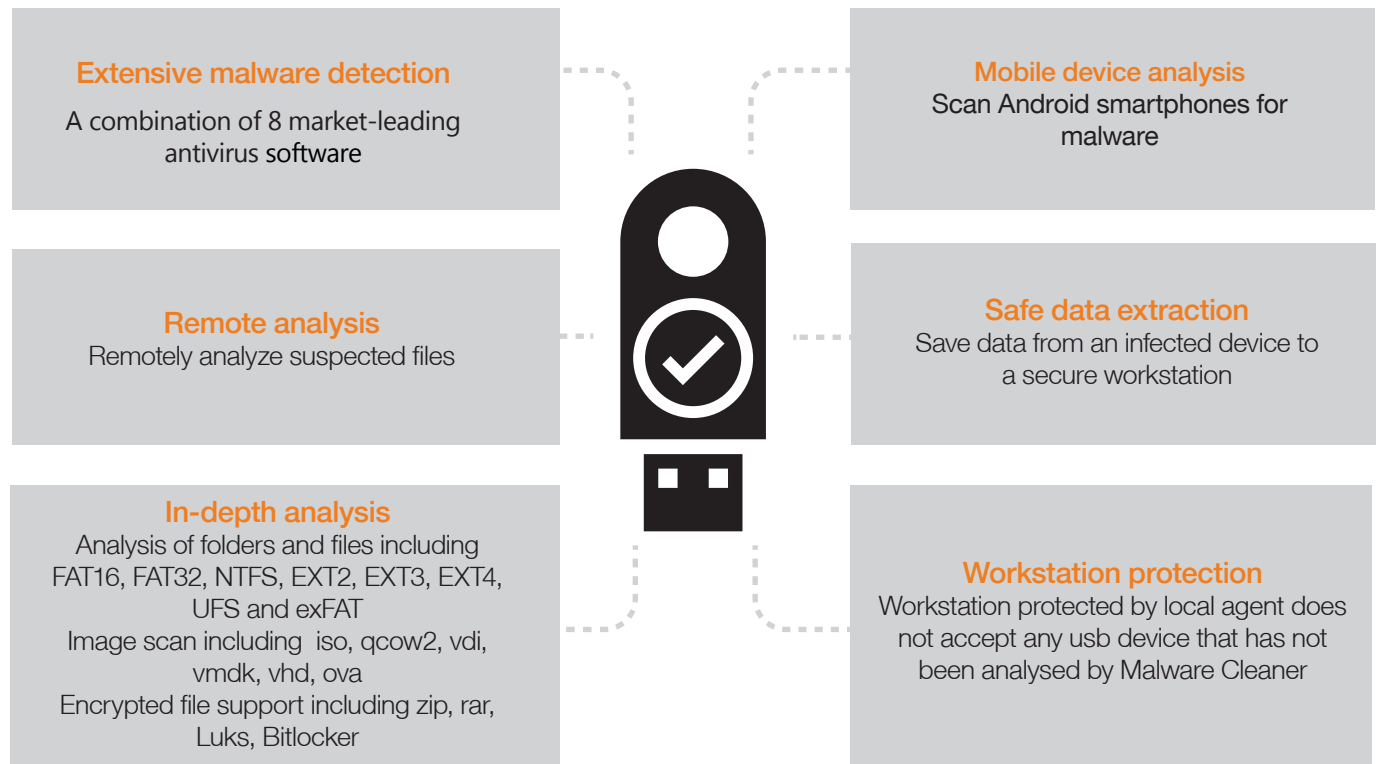 Extensive malware detection
A combination of 8 market-leading
antivirus software
Remote analysis
Remotely analyze suspected files
In-depth analysis
Analysis of folders and files including
FAT16, FAT32, NTFS, EXT2, EXT3, EXT4,
UFS and exFAT
Image scan including iso, qcow2, vdi,
vmdk, vhd, ova
Encrypted file support including zip, rar,
Luks, Bitlocker
Mobile device analysis
Scan Android smartphones for
malware
Safe data extraction
Save data from an infected device to
a secure workstation
Workstation protection
Workstation protected by local agent does
not accept any usb device that has not
been analysed by Malware Cleaner